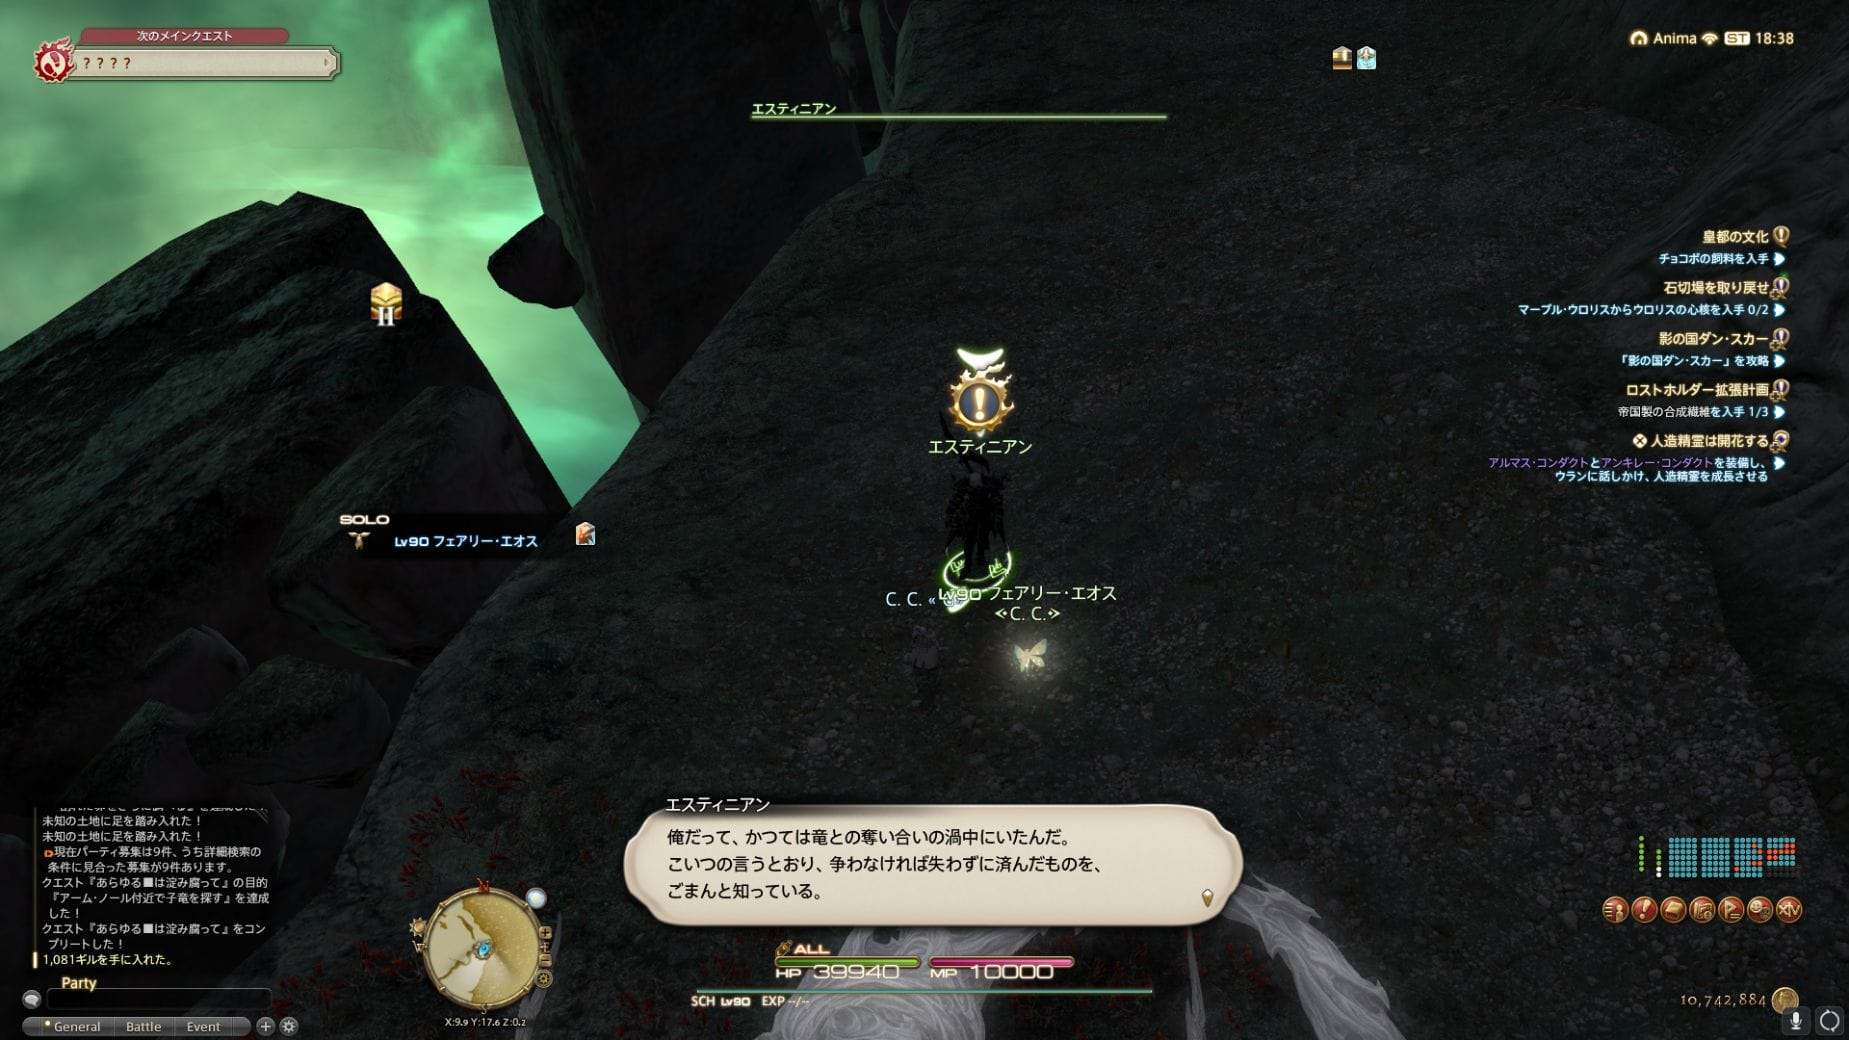 次のメインクエスト
????
Anima ST 18:38
エスティニアン
皇都の文化
チョコボの飼料を入手
石切場を取り戻せ
マーブル・ウロリスからウロリスの心核を入手 0/2
影の国ダン・スカー
「影の国ダン・スカー」を攻略
ロストホルダー拡張計画
帝国製の合成繊維を入手 1/3
人造精霊は開花する
アルマス・コンダクトとアンキレー・コンダクトを装備し、
ウランに話しかけ、人造精霊を成長させる
H
エスティニアン
SOLO
Lv90 フェアリー・エオス
C. C. «
Lv90 フェアリー・エオス
«C. C.»
エスティニアン
俺だって、かつては竜との奪い合いの渦中にいたんだ。
こいつの言うとおり、争わなければ失わずに済んだものを、
ごまんと知っている。
未知の土地に足を踏み入れた！
未知の土地に足を踏み入れた！
現在パーティ募集は9件、うち詳細検索の
条件に見合った募集が9件あります。
クエスト『あらゆる■は淀み腐って』の目的
『アーム・ノール付近で子竜を探す』を達成
した！
クエスト『あらゆる■は淀み腐って』をコン
プリートした！
1,081ギルを手に入れた。
Party
General Battle Event
N
X:9.9 Y:17.6 Z:0.2
ALL
HP 39940 MP 10000
SCH Lv90 EXP --/--
XIV
10,742,884